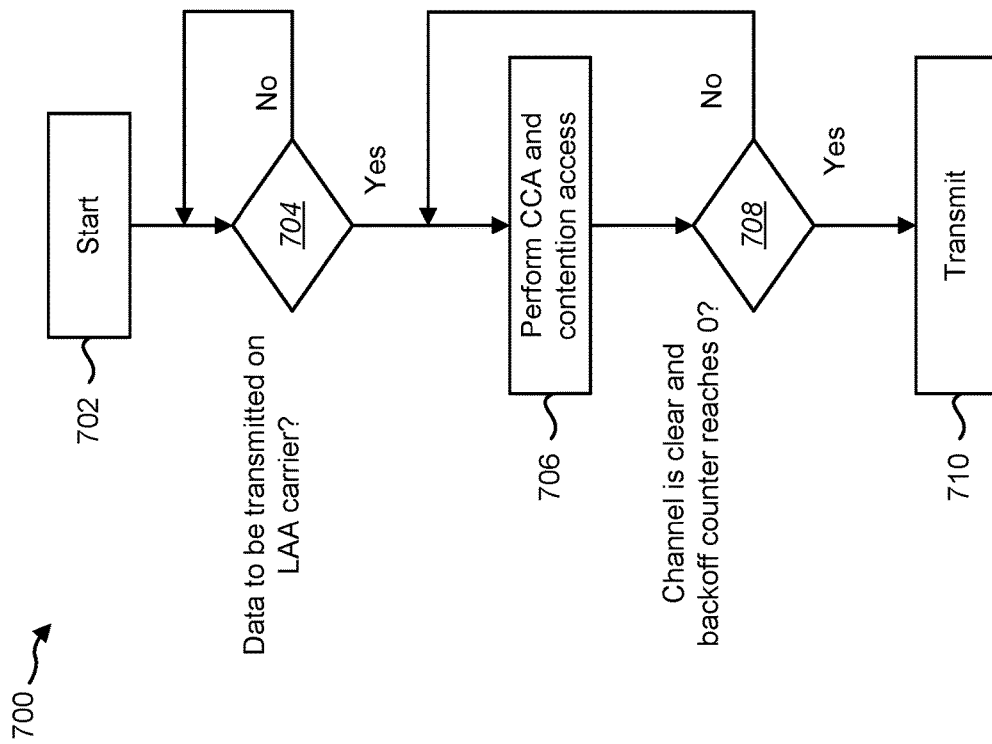 700
702
Start
No
Data to be transmitted on
LAA carrier?
704
Yes
706
Perform CCA and
contention access
No
Channel is clear and
backoff counter reaches 0?
708
Yes
710
Transmit